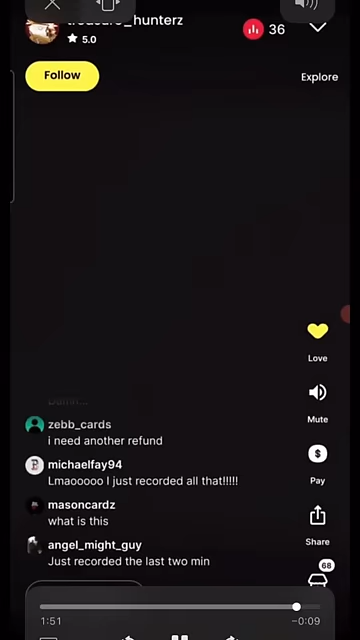 treasure_hunterz
5.0
36
Follow
Explore
Love
zebb_cards
i need another refund
Mute
michaelfay94
Lmaooooo I just recorded all that!!!!!
Pay
masoncardz
what is this
Share
angel_might_guy
Just recorded the last two min
68
1:51
-0:09